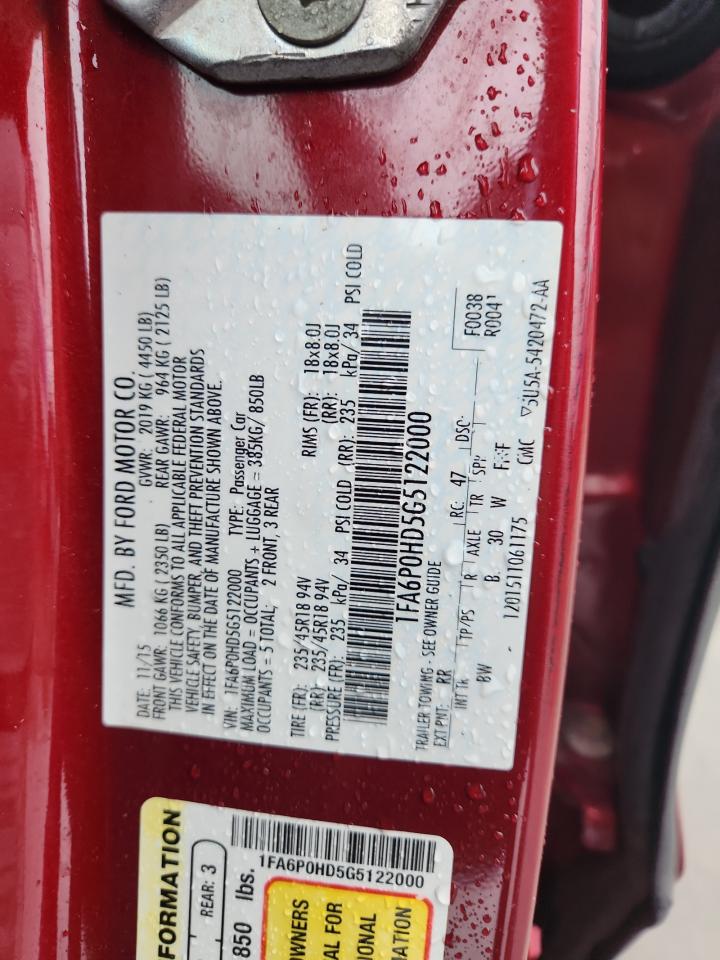 MFD. BY FORD MOTOR CO.
DATE: 11/15 GVWR: 2019 KG ( 4450 LB)
FRONT GAWR: 1066 KG ( 2350 LB) REAR GAWR: 964 KG ( 2125 LB)
THIS VEHICLE CONFORMS TO ALL APPLICABLE FEDERAL MOTOR
VEHICLE SAFETY, BUMPER, AND THEFT PREVENTION STANDARDS
IN EFFECT ON THE DATE OF MANUFACTURE SHOWN ABOVE.
VIN: 1FA6P0HD5G5122000 TYPE: Passenger Car
MAXIMUM LOAD = OCCUPANTS + LUGGAGE = 385KG/ 850LB
OCCUPANTS = 5 TOTAL; 2 FRONT, 3 REAR
TIRE (FR): 235/45R18 94V RIMS (FR): 18x8.0J
(RR): 235/45R18 94V (RR): 18x8.0J
PRESSURE (FR): 235 kPa/ 34 PSI COLD (RR): 235 kPa/ 34 PSI COLD
1FA6P0HD5G5122000
TRAILER TOWING - SEE OWNER GUIDE
EXT PNT: RR RC: 47 DSO: F0038
R0041
INT TR TP/PS R AXLE TR SPR
BW B 30 W
1201511061175 CMC 5U5A-5420472-AA
FORMATION
REAR: 3
850 lbs.
1FA6P0HD5G5122000
OWNERS
AL FOR
IONAL
MATION